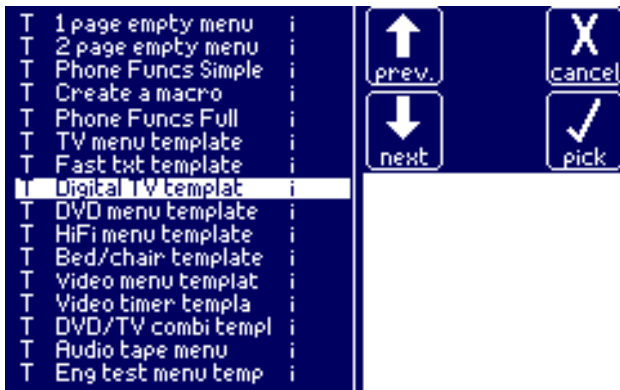 T 1 page empty menu i
T 2 page empty menu i
T Phone Funcs Simple i
T Create a macro i
T Phone Funcs Full i
T TV menu template i
T Fast txt template i
T Digital TV templat i
T DVD menu template i
T HiFi menu template i
T Bed/chair template i
T Video menu templat i
T Video timer templa i
T DVD/TV combi templ i
T Audio tape menu i
T Eng test menu temp i
prev.
X cancel
next
pick